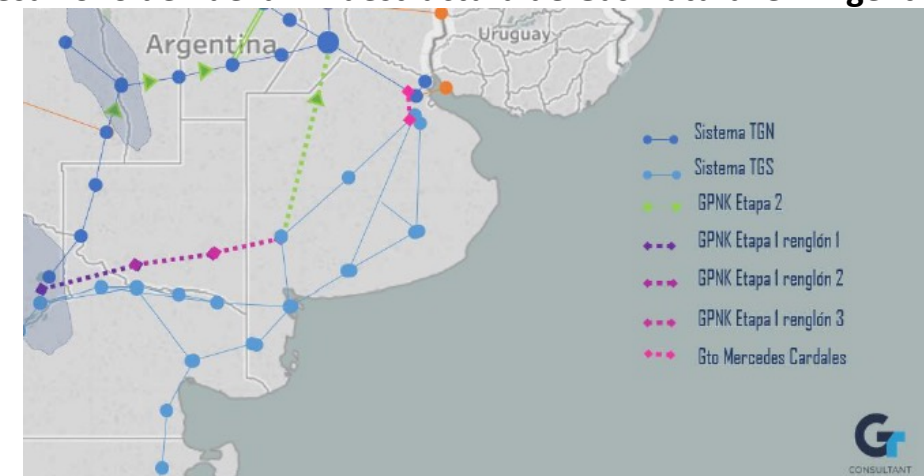 Argentina
Uruguay
Sistema TGN
Sistema TGS
GPNK Etapa 2
GPNK Etapa 1 renglón 1
GPNK Etapa 1 renglón 2
GPNK Etapa 1 renglón 3
Gto Mercedes Cardales
GT
CONSULTANT